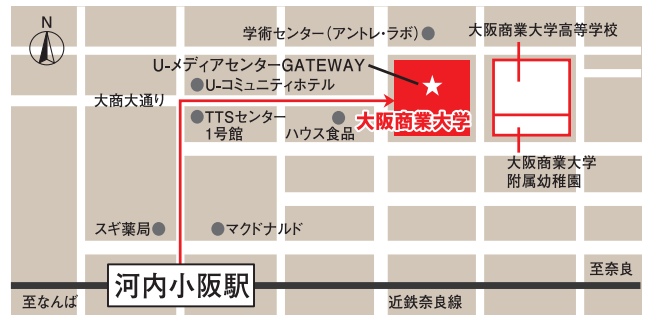 N
学術センター（アントレ・ラボ）
大阪商業大学高等学校
U-メディアセンターGATEWAY
U-コミュニティホテル
大商大通り
TTSセンター
1号館
ハウス食品
大阪商業大学
大阪商業大学
附属幼稚園
スギ薬局
マクドナルド
至奈良
河内小阪駅
至なんば
近鉄奈良線